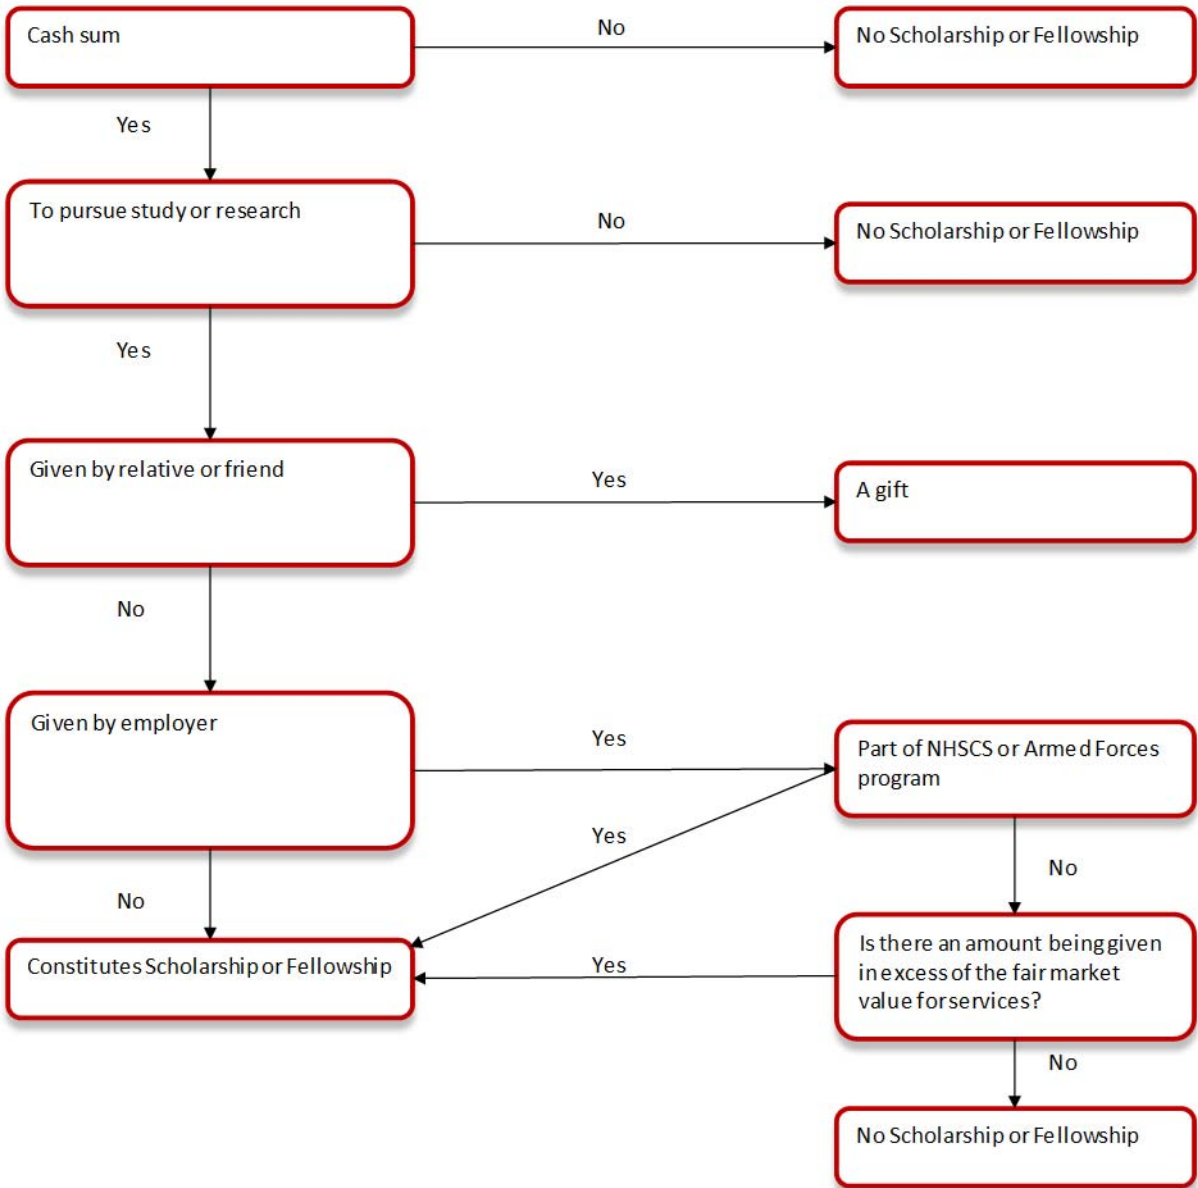 Cash sum
No
No Scholarship or Fellowship
Yes
To pursue study or research
No
No Scholarship or Fellowship
Yes
Given by relative or friend
Yes
A gift
No
Given by employer
Yes
Part of NHSCS or Armed Forces
program
Yes
No
No
Constitutes Scholarship or Fellowship
Yes
Is there an amount being given
in excess of the fair market
value for services?
No
No Scholarship or Fellowship